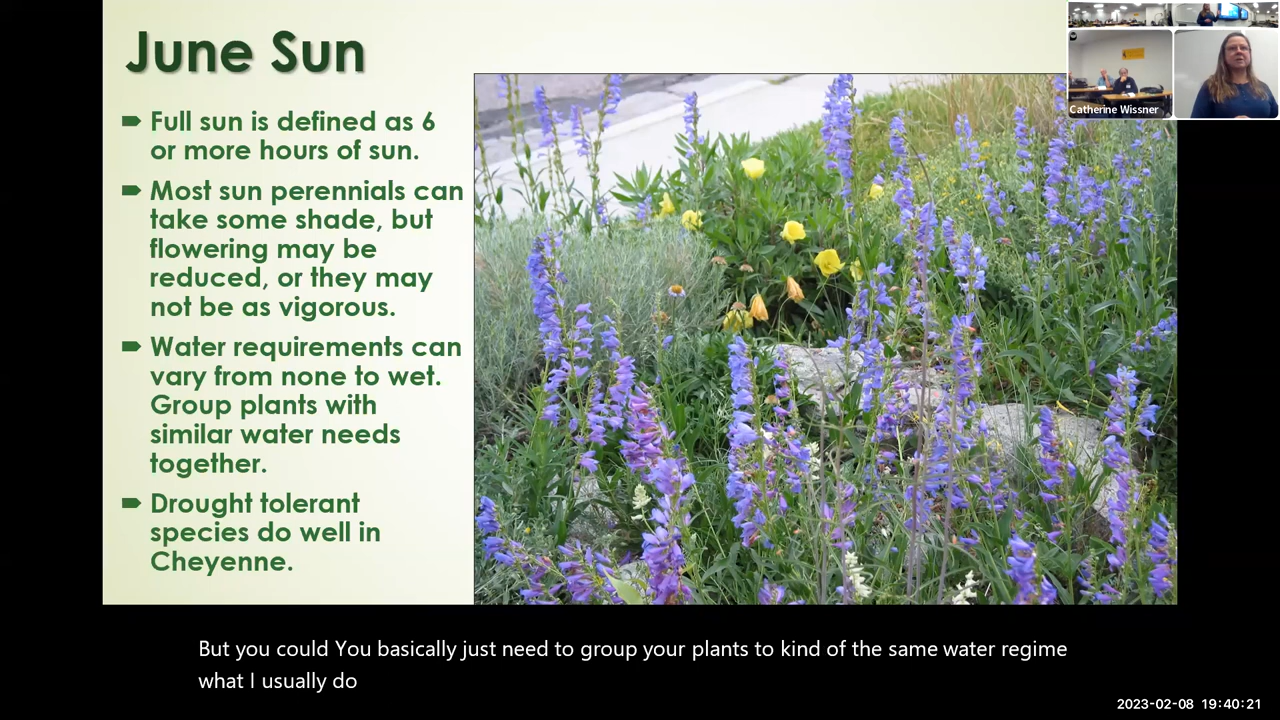 June Sun
Full sun is defined as 6
or more hours of sun.
Most sun perennials can
take some shade, but
flowering may be
reduced, or they may
not be as vigorous.
Water requirements can
vary from none to wet.
Group plants with
similar water needs
together.
Drought tolerant
species do well in
Cheyenne.
Catherine Wissner
But you could You basically just need to group your plants to kind of the same water regime
what I usually do
2023-02-08 19:40:21